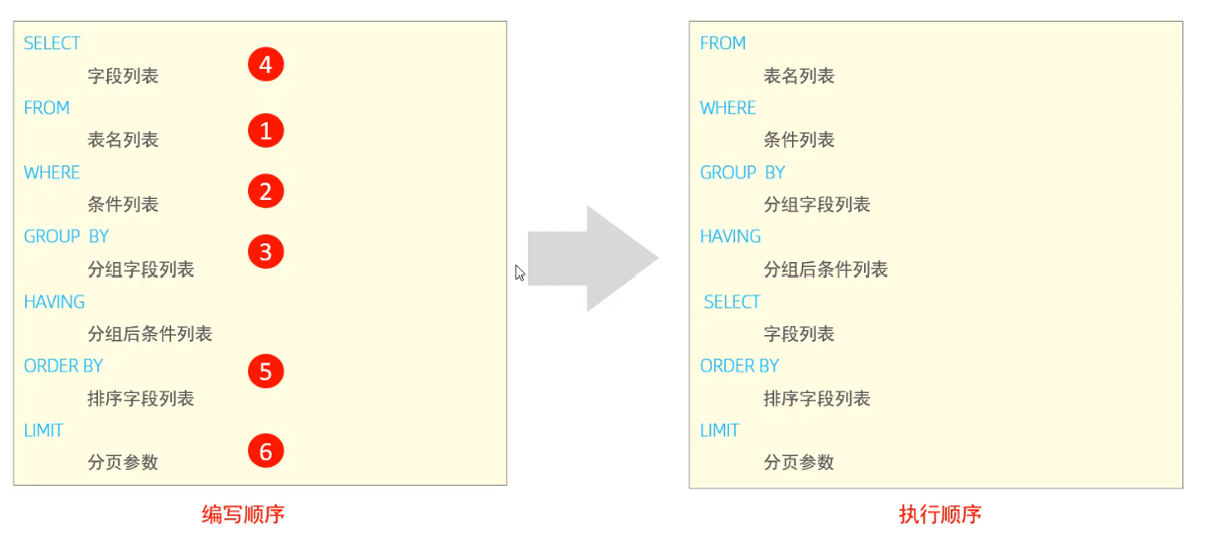 SELECT
字段列表
4
FROM
表名列表
1
WHERE
条件列表
2
GROUP BY
分组字段列表
3
HAVING
分组后条件列表
ORDER BY
排序字段列表
5
LIMIT
分页参数
6
编写顺序
FROM
表名列表
WHERE
条件列表
GROUP BY
分组字段列表
HAVING
分组后条件列表
SELECT
字段列表
ORDER BY
排序字段列表
LIMIT
分页参数
执行顺序